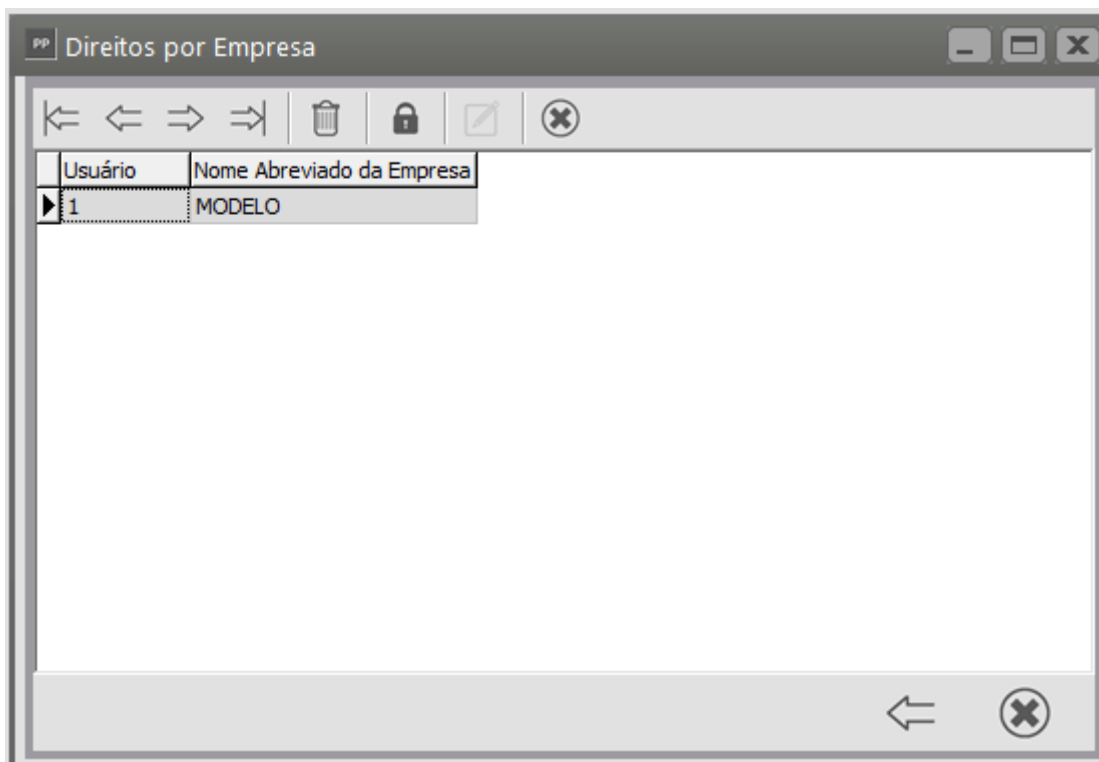 PP Direitos por Empresa
Usuário Nome Abreviado da Empresa
1 MODELO